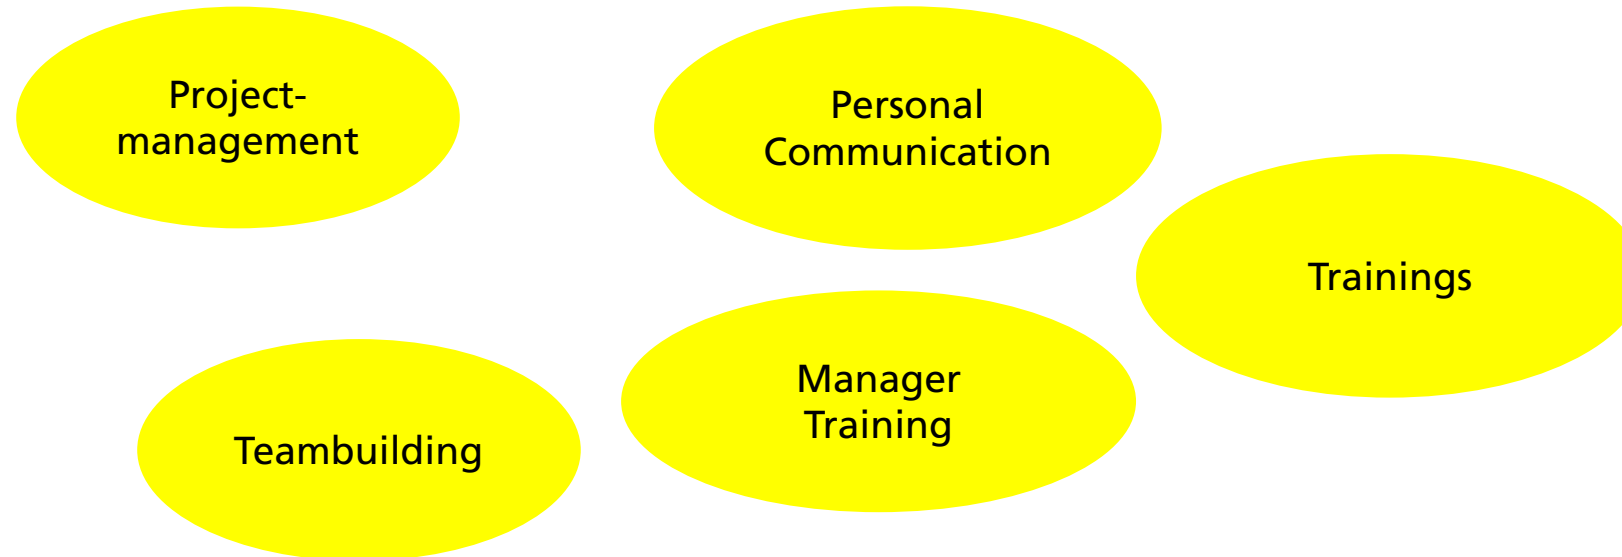 Project-
management
Personal
Communication
Trainings
Manager
Training
Teambuilding